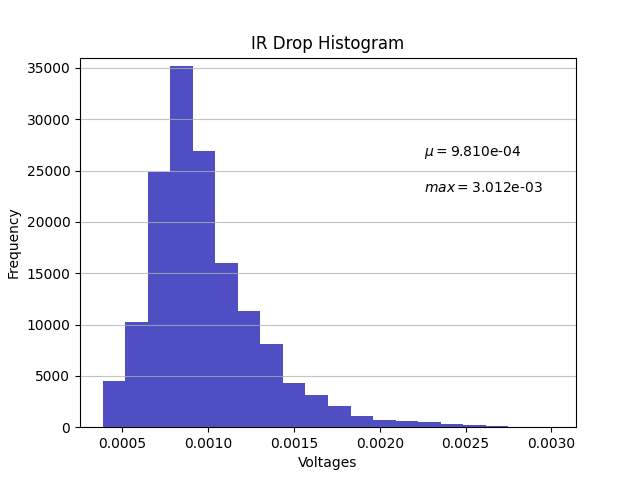 IR Drop Histogram
35000
30000
25000
20000
15000
10000
5000
0
Frequency
μ = 9.810e-04
max = 3.012e-03
0.0005 0.0010 0.0015 0.0020 0.0025 0.0030
Voltages